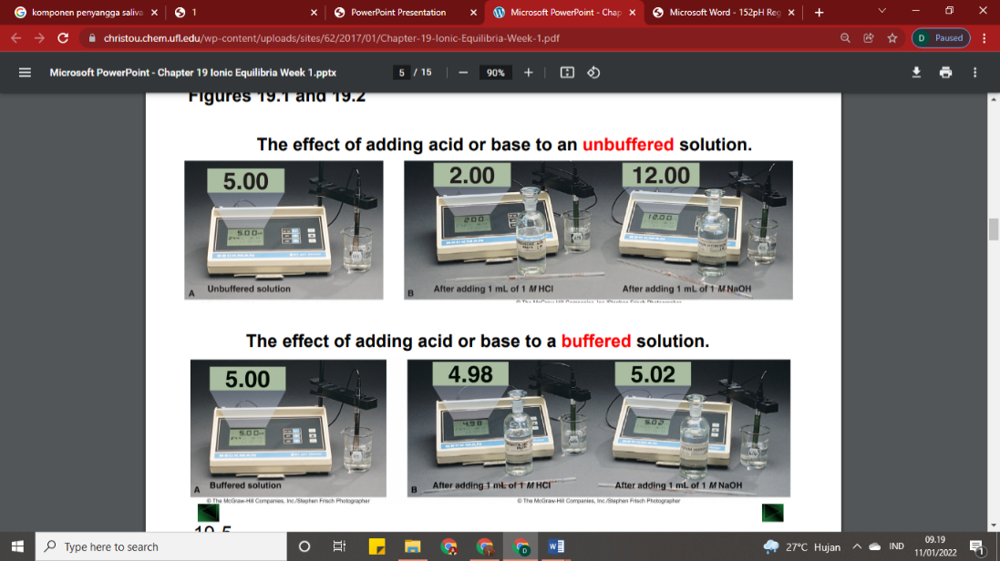 komponen penyangga saliva
1
PowerPoint Presentation
Microsoft PowerPoint - Chap
Microsoft Word - 152pH Reg
christou.chem.ufl.edu/wp-content/uploads/sites/62/2017/01/Chapter-19-Ionic-Equilibria-Week-1.pdf
D Paused
Microsoft PowerPoint - Chapter 19 Ionic Equilibria Week 1.pptx
5 / 15
90%
Figures 19.1 and 19.2
The effect of adding acid or base to an unbuffered solution.
5.00
2.00
12.00
5.00
2.00
12.00
BECKMAN
BECKMAN
BECKMAN
A Unbuffered solution
B After adding 1 mL of 1 M HCl
After adding 1 mL of 1 M NaOH
© The McGraw-Hill Companies, Inc./Stephen Frisch Photographer
The effect of adding acid or base to a buffered solution.
5.00
4.98
5.02
5.00
4.98
5.02
BECKMAN
BECKMAN
BECKMAN
A Buffered solution
B After adding 1 mL of 1 M HCl
After adding 1 mL of 1 M NaOH
© The McGraw-Hill Companies, Inc./Stephen Frisch Photographer
© The McGraw-Hill Companies, Inc./Stephen Frisch Photographer
19-5
Type here to search
27°C Hujan
IND
09.19
11/01/2022
1